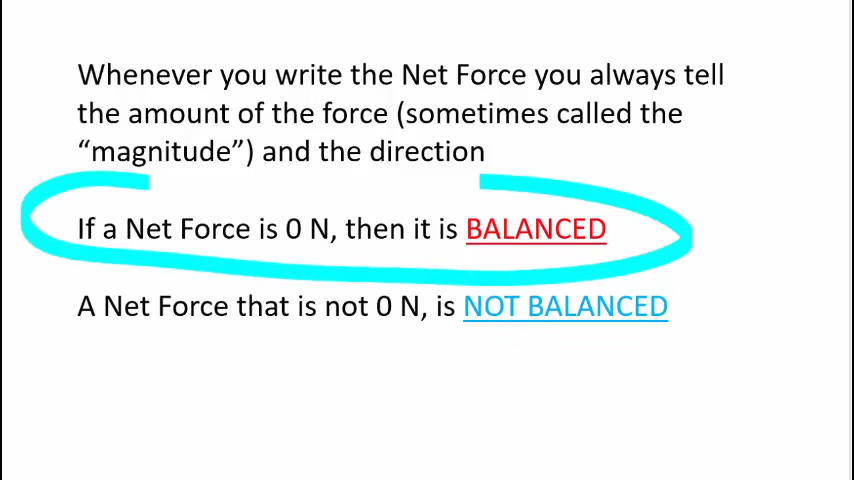 Whenever you write the Net Force you always tell
the amount of the force (sometimes called the
“magnitude”) and the direction
If a Net Force is 0 N, then it is BALANCED
A Net Force that is not 0 N, is NOT BALANCED